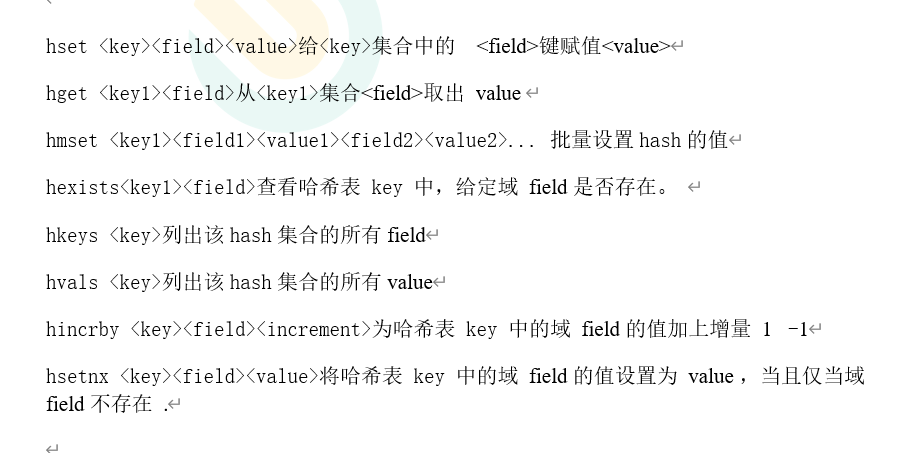 hset <key><field><value>给<key>集合中的  <field>键赋值<value>↵
hget <key1><field>从<key1>集合<field>取出 value↵
hmset <key1><field1><value1><field2><value2>... 批量设置 hash 的值↵
hexists<key1><field>查看哈希表 key 中，给定域 field 是否存在。 ↵
hkeys <key>列出该 hash 集合的所有 field↵
hvals <key>列出该 hash 集合的所有 value↵
hincrby <key><field><increment>为哈希表 key 中的域 field 的值加上增量 1  -1↵
hsetnx <key><field><value>将哈希表 key 中的域 field 的值设置为 value ，当且仅当域
field 不存在 .↵
↵